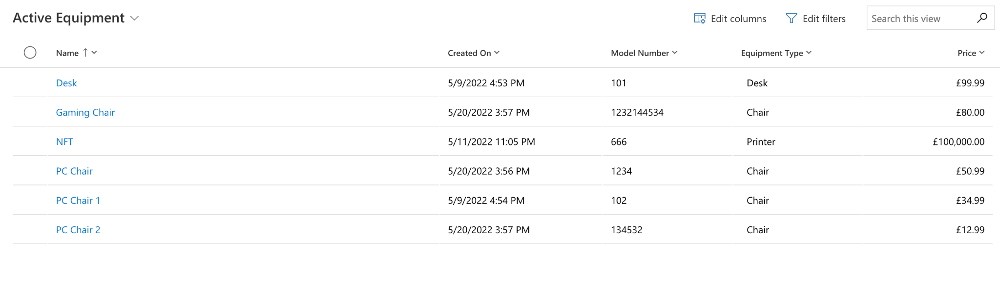 Active Equipment
Edit columns Edit filters Search this view
Name Created On Model Number Equipment Type Price
Desk 5/9/2022 4:53 PM 101 Desk £99.99
Gaming Chair 5/20/2022 3:57 PM 1232144534 Chair £80.00
NFT 5/11/2022 11:05 PM 666 Printer £100,000.00
PC Chair 5/20/2022 3:56 PM 1234 Chair £50.99
PC Chair 1 5/9/2022 4:54 PM 102 Chair £34.99
PC Chair 2 5/20/2022 3:57 PM 134532 Chair £12.99